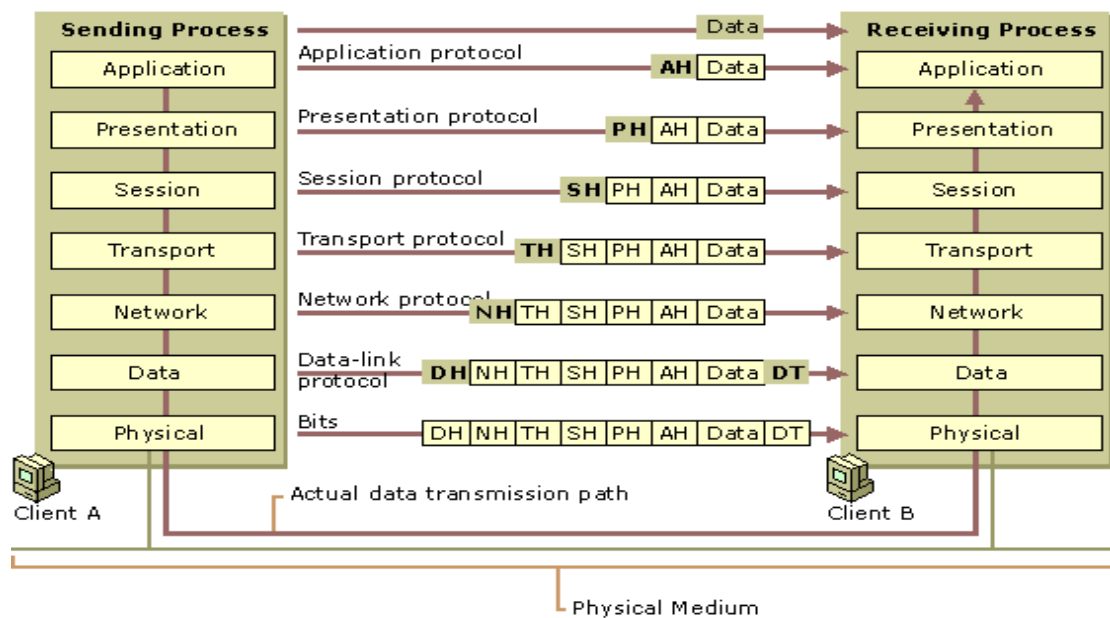 Sending Process
Data
Receiving Process
Application protocol
Application
AH Data
Application
Presentation protocol
Presentation
PH AH Data
Presentation
Session protocol
Session
SH PH AH Data
Session
Transport protocol
Transport
TH SH PH AH Data
Transport
Network protocol
Network
NH TH SH PH AH Data
Network
Data-link
protocol
Data
DH NH TH SH PH AH Data DT
Data
Bits
Physical
DH NH TH SH PH AH Data DT
Physical
Client A
Actual data transmission path
Client B
Physical Medium